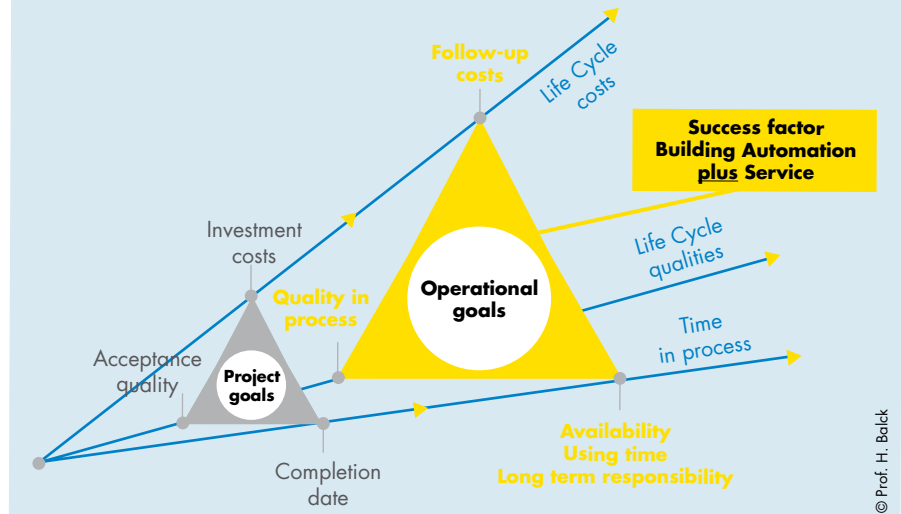 Follow-up
costs
Life Cycle
costs
Success factor
Building Automation
plus Service
Investment
costs
Life Cycle
qualities
Quality in
process
Operational
goals
Time
in process
Acceptance
quality
Project
goals
Availability
Using time
Long term responsibility
Completion
date
© Prof. H. Balck